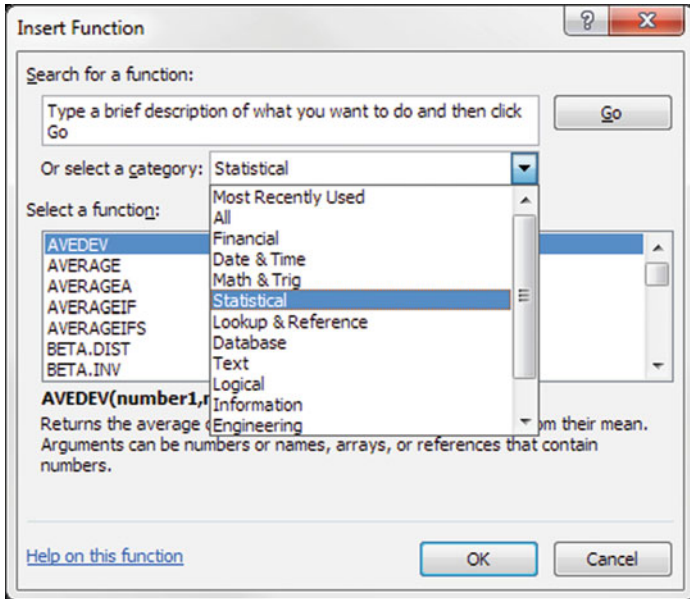 Insert Function
Search for a function:
Type a brief description of what you want to do and then click
Go
Go
Or select a category: Statistical
Most Recently Used
All
Financial
Date & Time
Math & Trig
Statistical
Lookup & Reference
Database
Text
Logical
Information
Engineering
Select a function:
AVEDEV
AVERAGE
AVERAGEA
AVERAGEIF
AVERAGEIFS
BETA.DIST
BETA.INV
AVEDEV(number1,
Returns the average om their mean.
Arguments can be numbers or names, arrays, or references that contain
numbers.
Help on this function
OK
Cancel